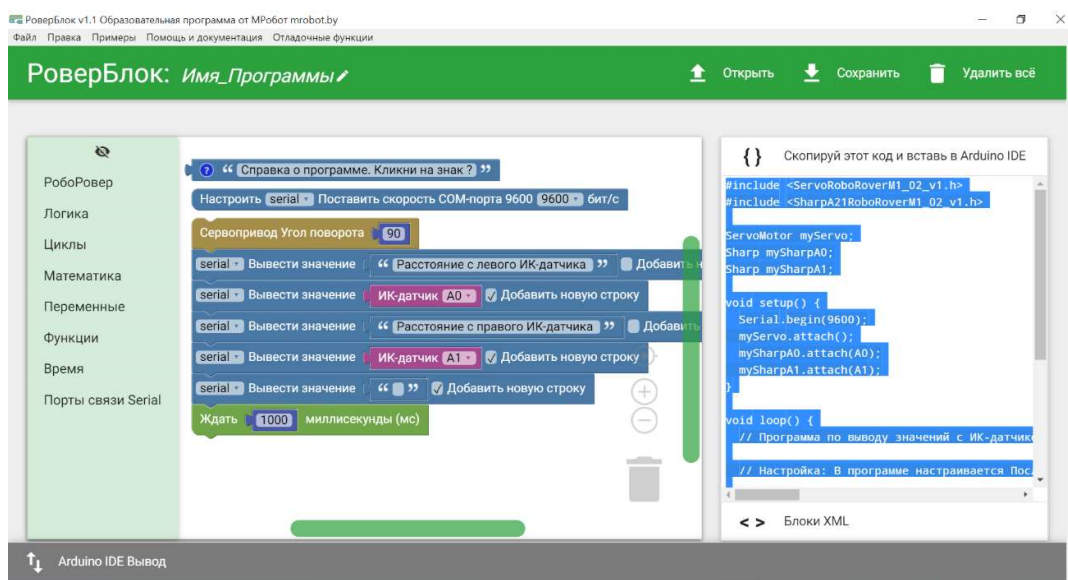 РоверБлок v1.1 Образовательная программа от МРобот mrobot.by
Файл Правка Примеры Помощь и документация Отладочные функции
РоверБлок: Имя_Программы
Открыть Сохранить Удалить всё
РобоРовер
Логика
Циклы
Математика
Переменные
Функции
Время
Порты связи Serial
? “ Справка о программе. Кликни на знак ? ”
Настроить serial Поставить скорость COM-порта 9600 9600 бит/с
Сервопривод Угол поворота 90
serial Вывести значение “ Расстояние с левого ИК-датчика ” Добавить н
serial Вывести значение ИК-датчик A0 Добавить новую строку
serial Вывести значение “ Расстояние с правого ИК-датчика ” Добавить
serial Вывести значение ИК-датчик A1 Добавить новую строку
serial Вывести значение “ ” Добавить новую строку
Ждать 1000 миллисекунды (мс)
{ } Скопируй этот код и вставь в Arduino IDE
#include <ServoRoboRoverM1_02_v1.h>
#include <SharpA21RoboRoverM1_02_v1.h>
ServoMotor myServo;
Sharp mySharpA0;
Sharp mySharpA1;
void setup() {
Serial.begin(9600);
myServo.attach();
mySharpA0.attach(A0);
mySharpA1.attach(A1);
}
void loop() {
// Программа по выводу значений с ИК-датчико
// Настройка: В программе настраивается Пос
< > Блоки XML
Arduino IDE Вывод